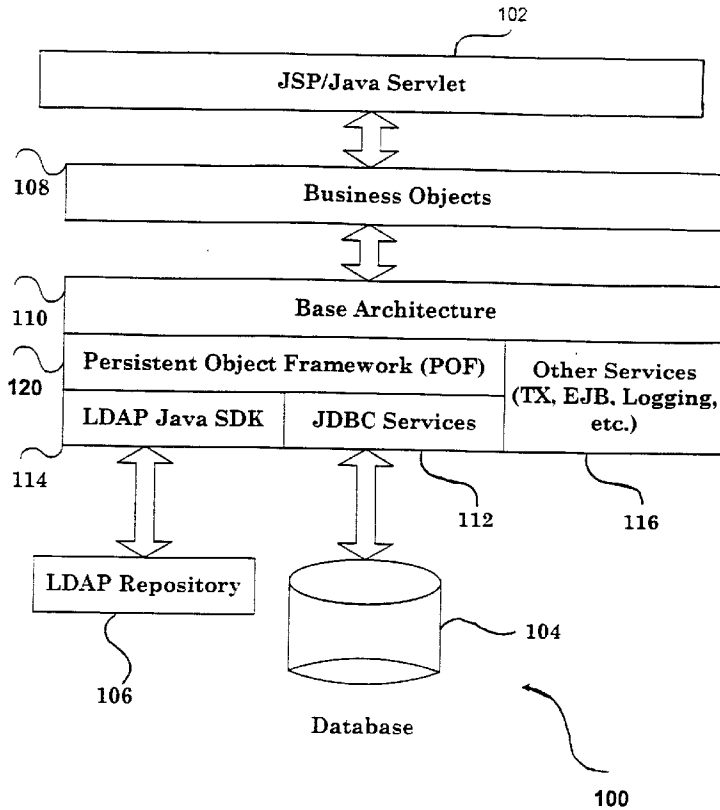 102
JSP/Java Servlet
108
Business Objects
110
Base Architecture
120
Persistent Object Framework (POF)
Other Services
(TX, EJB, Logging,
etc.)
114
LDAP Java SDK
JDBC Services
112
116
LDAP Repository
106
104
Database
100